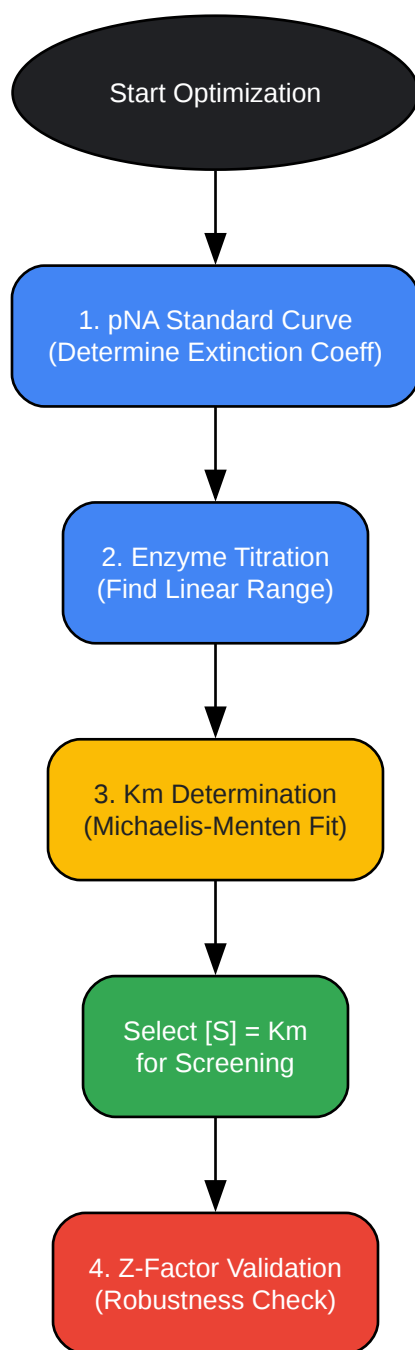 Start Optimization
1. pNA Standard Curve
(Determine Extinction Coeff)
2. Enzyme Titration
(Find Linear Range)
3. Km Determination
(Michaelis-Menten Fit)
Select [S] = Km
for Screening
4. Z-Factor Validation
(Robustness Check)